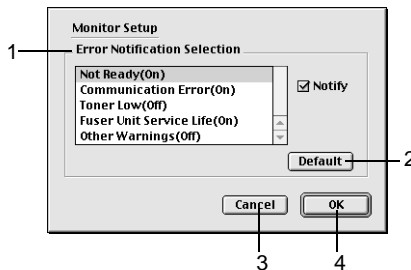 Monitor Setup
1
Error Notification Selection
Not Ready(On)
Communication Error(On)
Toner Low(Off)
Fuser Unit Service Life(On)
Other Warnings(Off)
Notify
Default
2
Cancel
OK
3
4